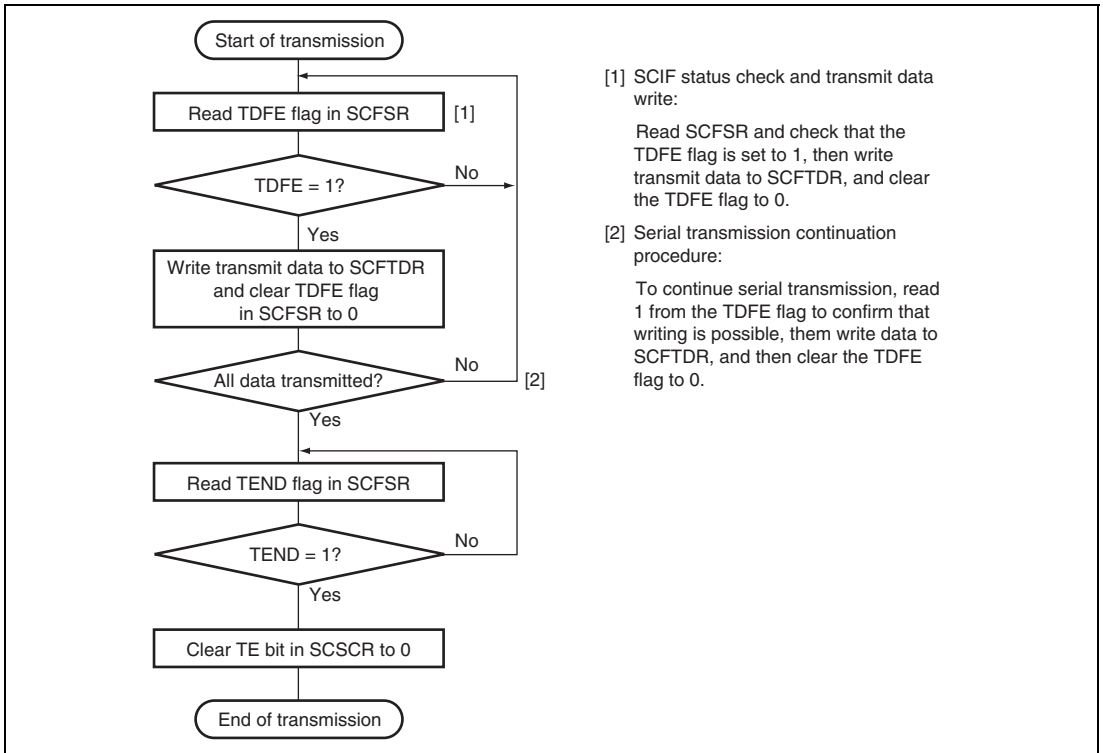 Start of transmission
Read TDFE flag in SCFSR
[1]
TDFE = 1?
No
Yes
Write transmit data to SCFTDR
and clear TDFE flag
in SCFSR to 0
All data transmitted?
No
[2]
Yes
Read TEND flag in SCFSR
TEND = 1?
No
Yes
Clear TE bit in SCSCR to 0
End of transmission
[1] SCIF status check and transmit data
write:
Read SCFSR and check that the
TDFE flag is set to 1, then write
transmit data to SCFTDR, and clear
the TDFE flag to 0.
[2] Serial transmission continuation
procedure:
To continue serial transmission, read
1 from the TDFE flag to confirm that
writing is possible, them write data to
SCFTDR, and then clear the TDFE
flag to 0.